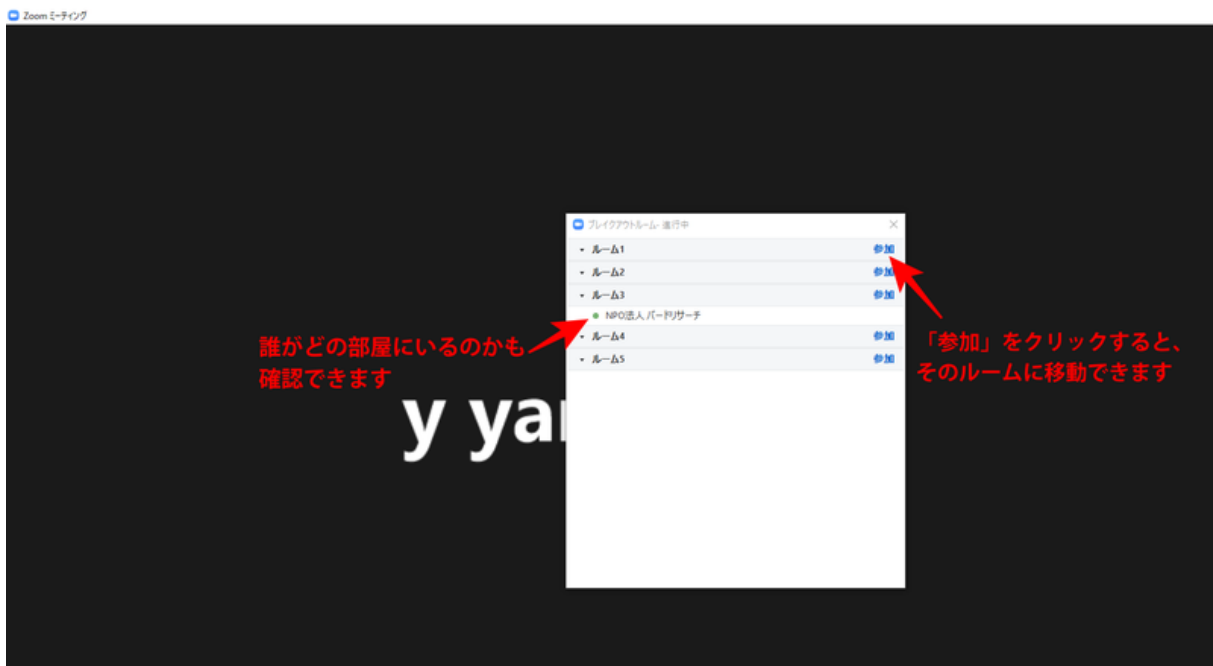 Zoom ミーティング
ブレイクアウトルーム- 進行中
ルーム1 参加
ルーム2 参加
ルーム3 参加
NPO法人 バードリサーチ
ルーム4 参加
ルーム5 参加
誰がどの部屋にいるのかも
確認できます
「参加」をクリックすると、
そのルームに移動できます
y ya